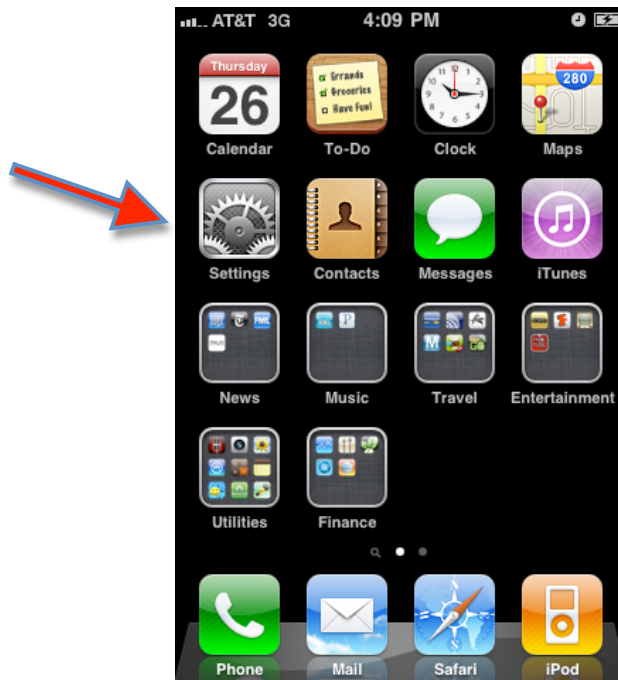 AT&T 3G 4:09 PM
Thursday
26
Errands
Groceries
Have Fun!
280
Calendar To-Do Clock Maps
Settings Contacts Messages iTunes
FML
P
M
News Music Travel Entertainment
Utilities Finance
Phone Mail Safari iPod